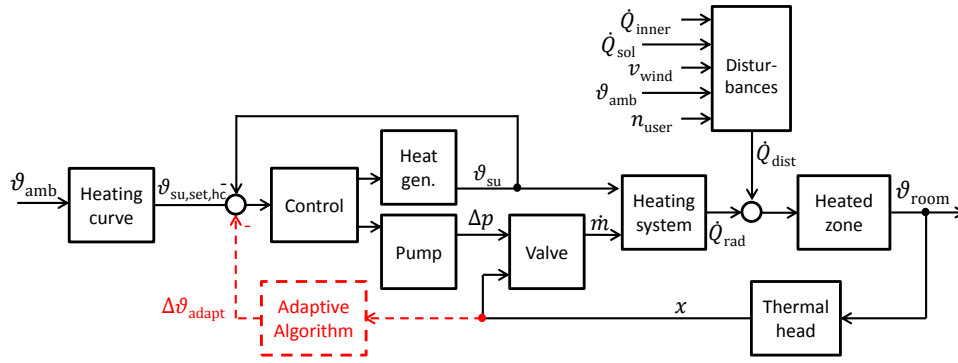 Q̇inner
Q̇sol
vwind
ϑamb
nuser
Distur-
bances
Q̇dist
ϑamb
Heating
curve
ϑsu,set,hc
-
-
Control
Heat
gen.
ϑsu
Pump
Δp
Valve
ṁ
Heating
system
Q̇rad
Heated
zone
ϑroom
Δϑadapt
Adaptive
Algorithm
x
Thermal
head